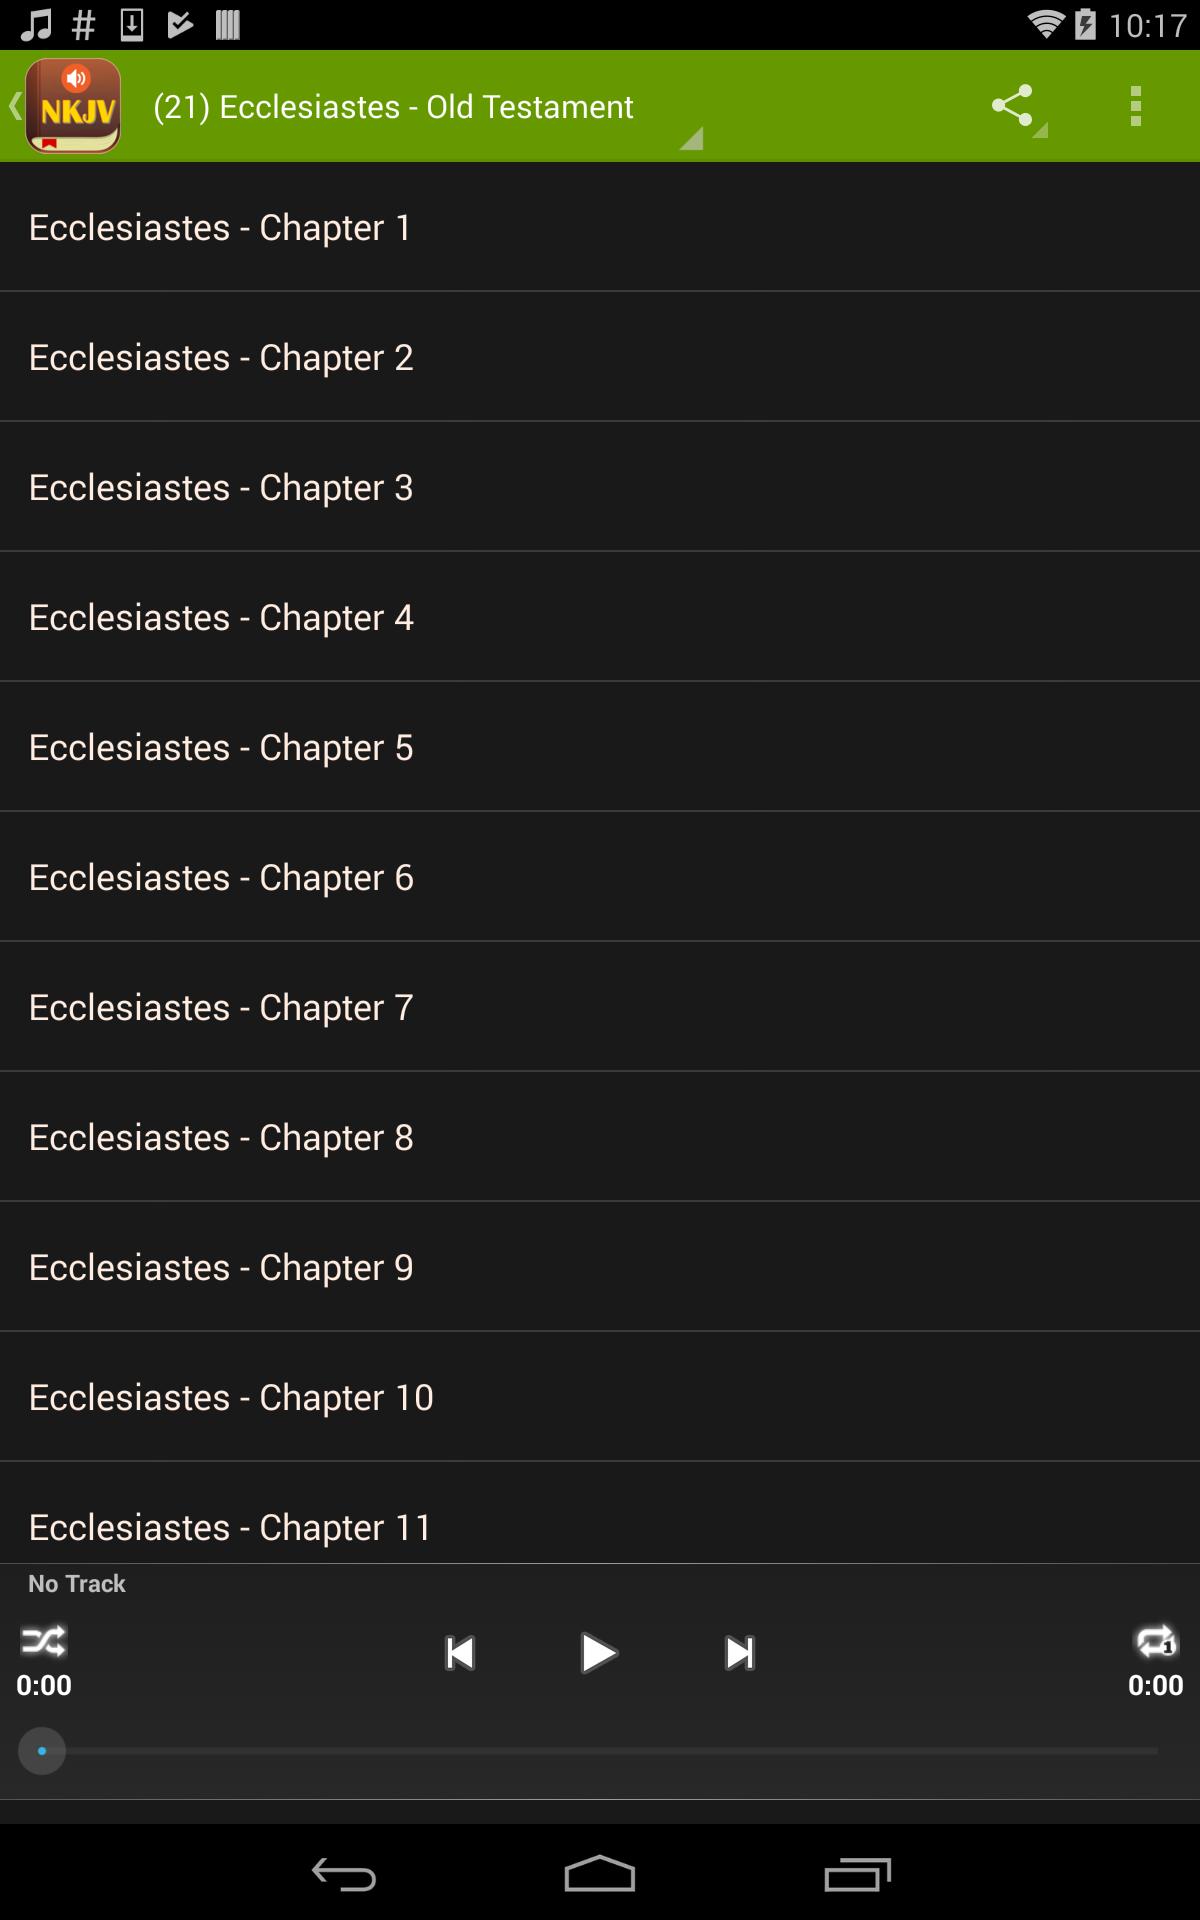 10:17
NKJV
(21) Ecclesiastes - Old Testament
Ecclesiastes - Chapter 1
Ecclesiastes - Chapter 2
Ecclesiastes - Chapter 3
Ecclesiastes - Chapter 4
Ecclesiastes - Chapter 5
Ecclesiastes - Chapter 6
Ecclesiastes - Chapter 7
Ecclesiastes - Chapter 8
Ecclesiastes - Chapter 9
Ecclesiastes - Chapter 10
Ecclesiastes - Chapter 11
No Track
1
0:00
0:00